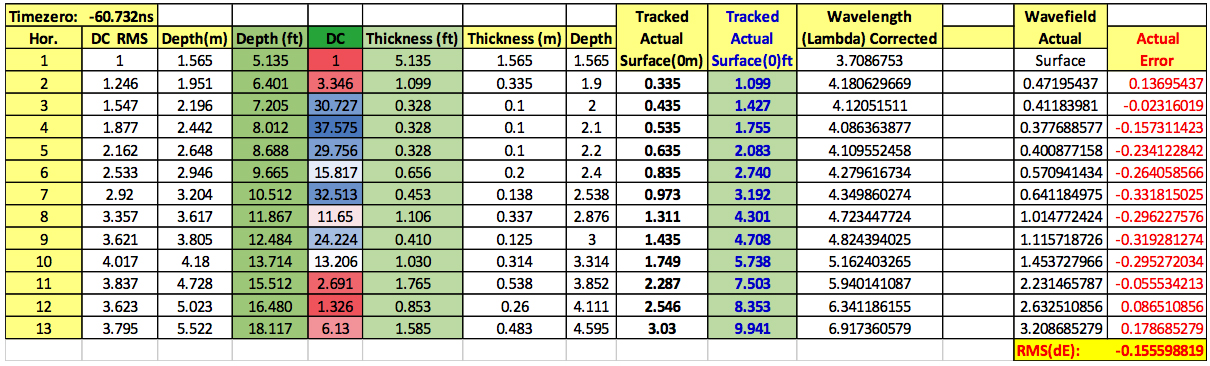 Timezero: -60.732ns Tracked Tracked Wavelength Wavefield
Hor. DC RMS Depth(m) Depth (ft) DC Thickness (ft) Thickness (m) Depth Actual Actual (Lambda) Corrected Actual Actual
1 1 1.565 5.135 1 5.135 1.565 1.565 Surface(0m) Surface(0)ft 3.7086753 Surface Error
2 1.246 1.951 6.401 3.346 1.099 0.335 1.9 0.335 1.099 4.180629669 0.47195437 0.13695437
3 1.547 2.196 7.205 30.727 0.328 0.1 2 0.435 1.427 4.12051511 0.41183981 -0.02316019
4 1.877 2.442 8.012 37.575 0.328 0.1 2.1 0.535 1.755 4.086363877 0.377688577 -0.157311423
5 2.162 2.648 8.688 29.756 0.328 0.1 2.2 0.635 2.083 4.109552458 0.400877158 -0.234122842
6 2.533 2.946 9.665 15.817 0.656 0.2 2.4 0.835 2.740 4.279616734 0.570941434 -0.264058566
7 2.92 3.204 10.512 32.513 0.453 0.138 2.538 0.973 3.192 4.349860274 0.641184975 -0.331815025
8 3.357 3.617 11.867 11.65 1.106 0.337 2.876 1.311 4.301 4.723447724 1.014772424 -0.296227576
9 3.621 3.805 12.484 24.224 0.410 0.125 3 1.435 4.708 4.824394025 1.115718726 -0.319281274
10 4.017 4.18 13.714 13.206 1.030 0.314 3.314 1.749 5.738 5.162403265 1.453727966 -0.295272034
11 3.837 4.728 15.512 2.691 1.765 0.538 3.852 2.287 7.503 5.940141087 2.231465787 -0.055534213
12 3.623 5.023 16.480 1.326 0.853 0.26 4.111 2.546 8.353 6.341186155 2.632510856 0.086510856
13 3.795 5.522 18.117 6.13 1.585 0.483 4.595 3.03 9.941 6.917360579 3.208685279 0.178685279
RMS(dE): -0.155598819